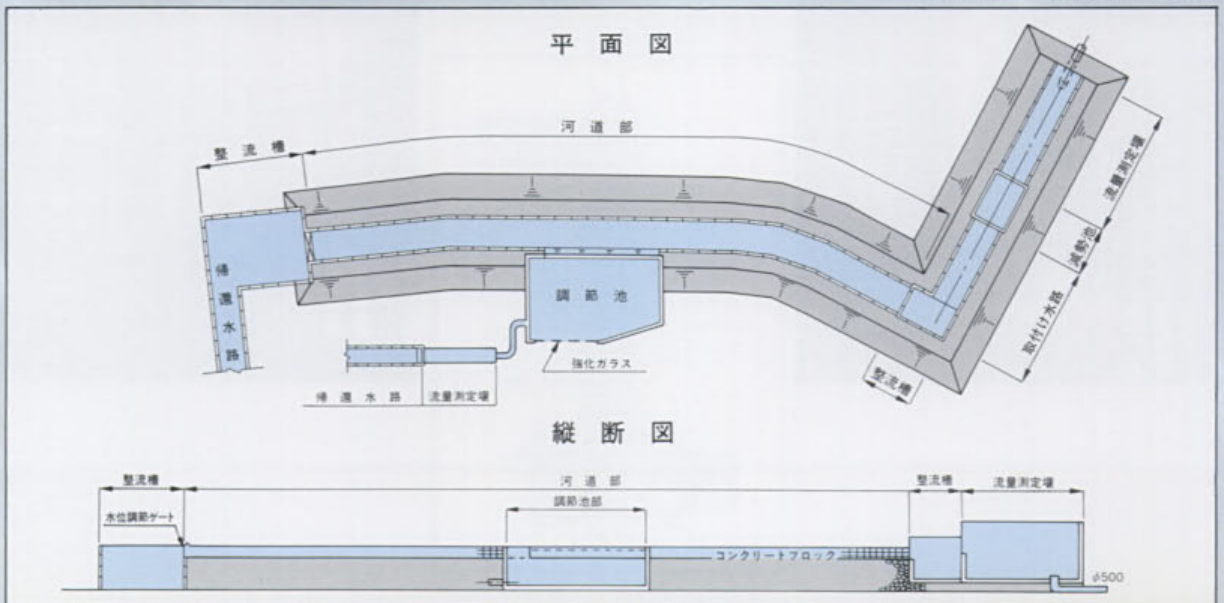 平面図
河道部
整流槽
流量測定堰
減勢池
取付け水路
帰還水路
調節池
強化ガラス
整流槽
帰還水路
流量測定堰
縦断図
整流槽
河道部
整流槽
流量測定堰
調節池部
水位調節ゲート
コンクリートブロック
φ500